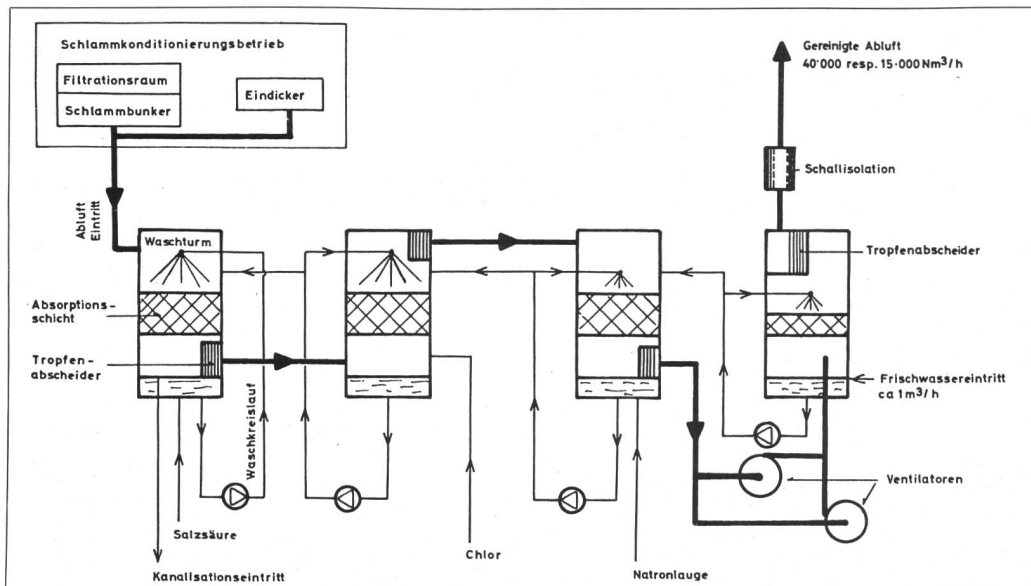 Schlammkonditionierungsbetrieb
Filtrationsraum
Schlammbunker
Eindicker
Gereinigte Abluft
40'000 resp. 15·000 Nm³/h
Schallisolation
Abluft
Eintritt
Waschturm
Tropfenabscheider
Absorptions-
schicht
Tropfen-
abscheider
Waschkreislauf
Frischwassereintritt
ca 1m³/h
Ventilatoren
Salzsäure
Chlor
Kanalisationseintritt
Natronlauge